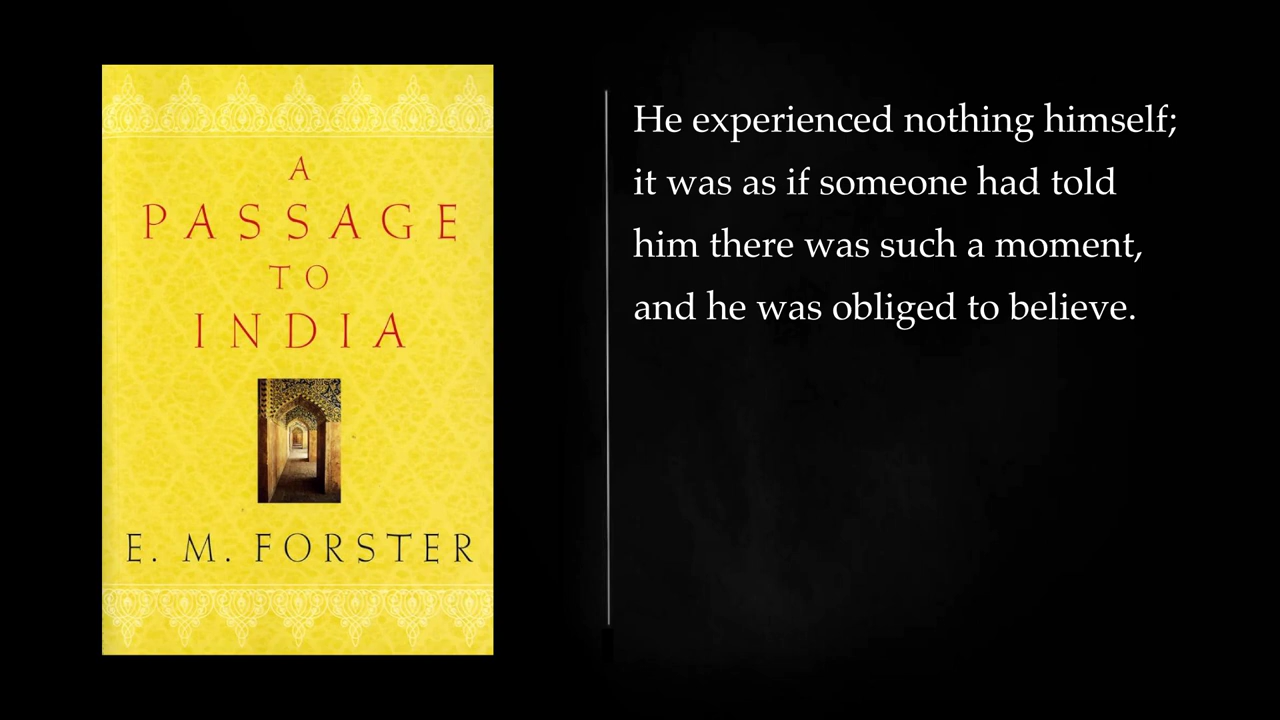 A
PASSAGE
TO
INDIA
E. M. FORSTER
He experienced nothing himself;
it was as if someone had told
him there was such a moment,
and he was obliged to believe.